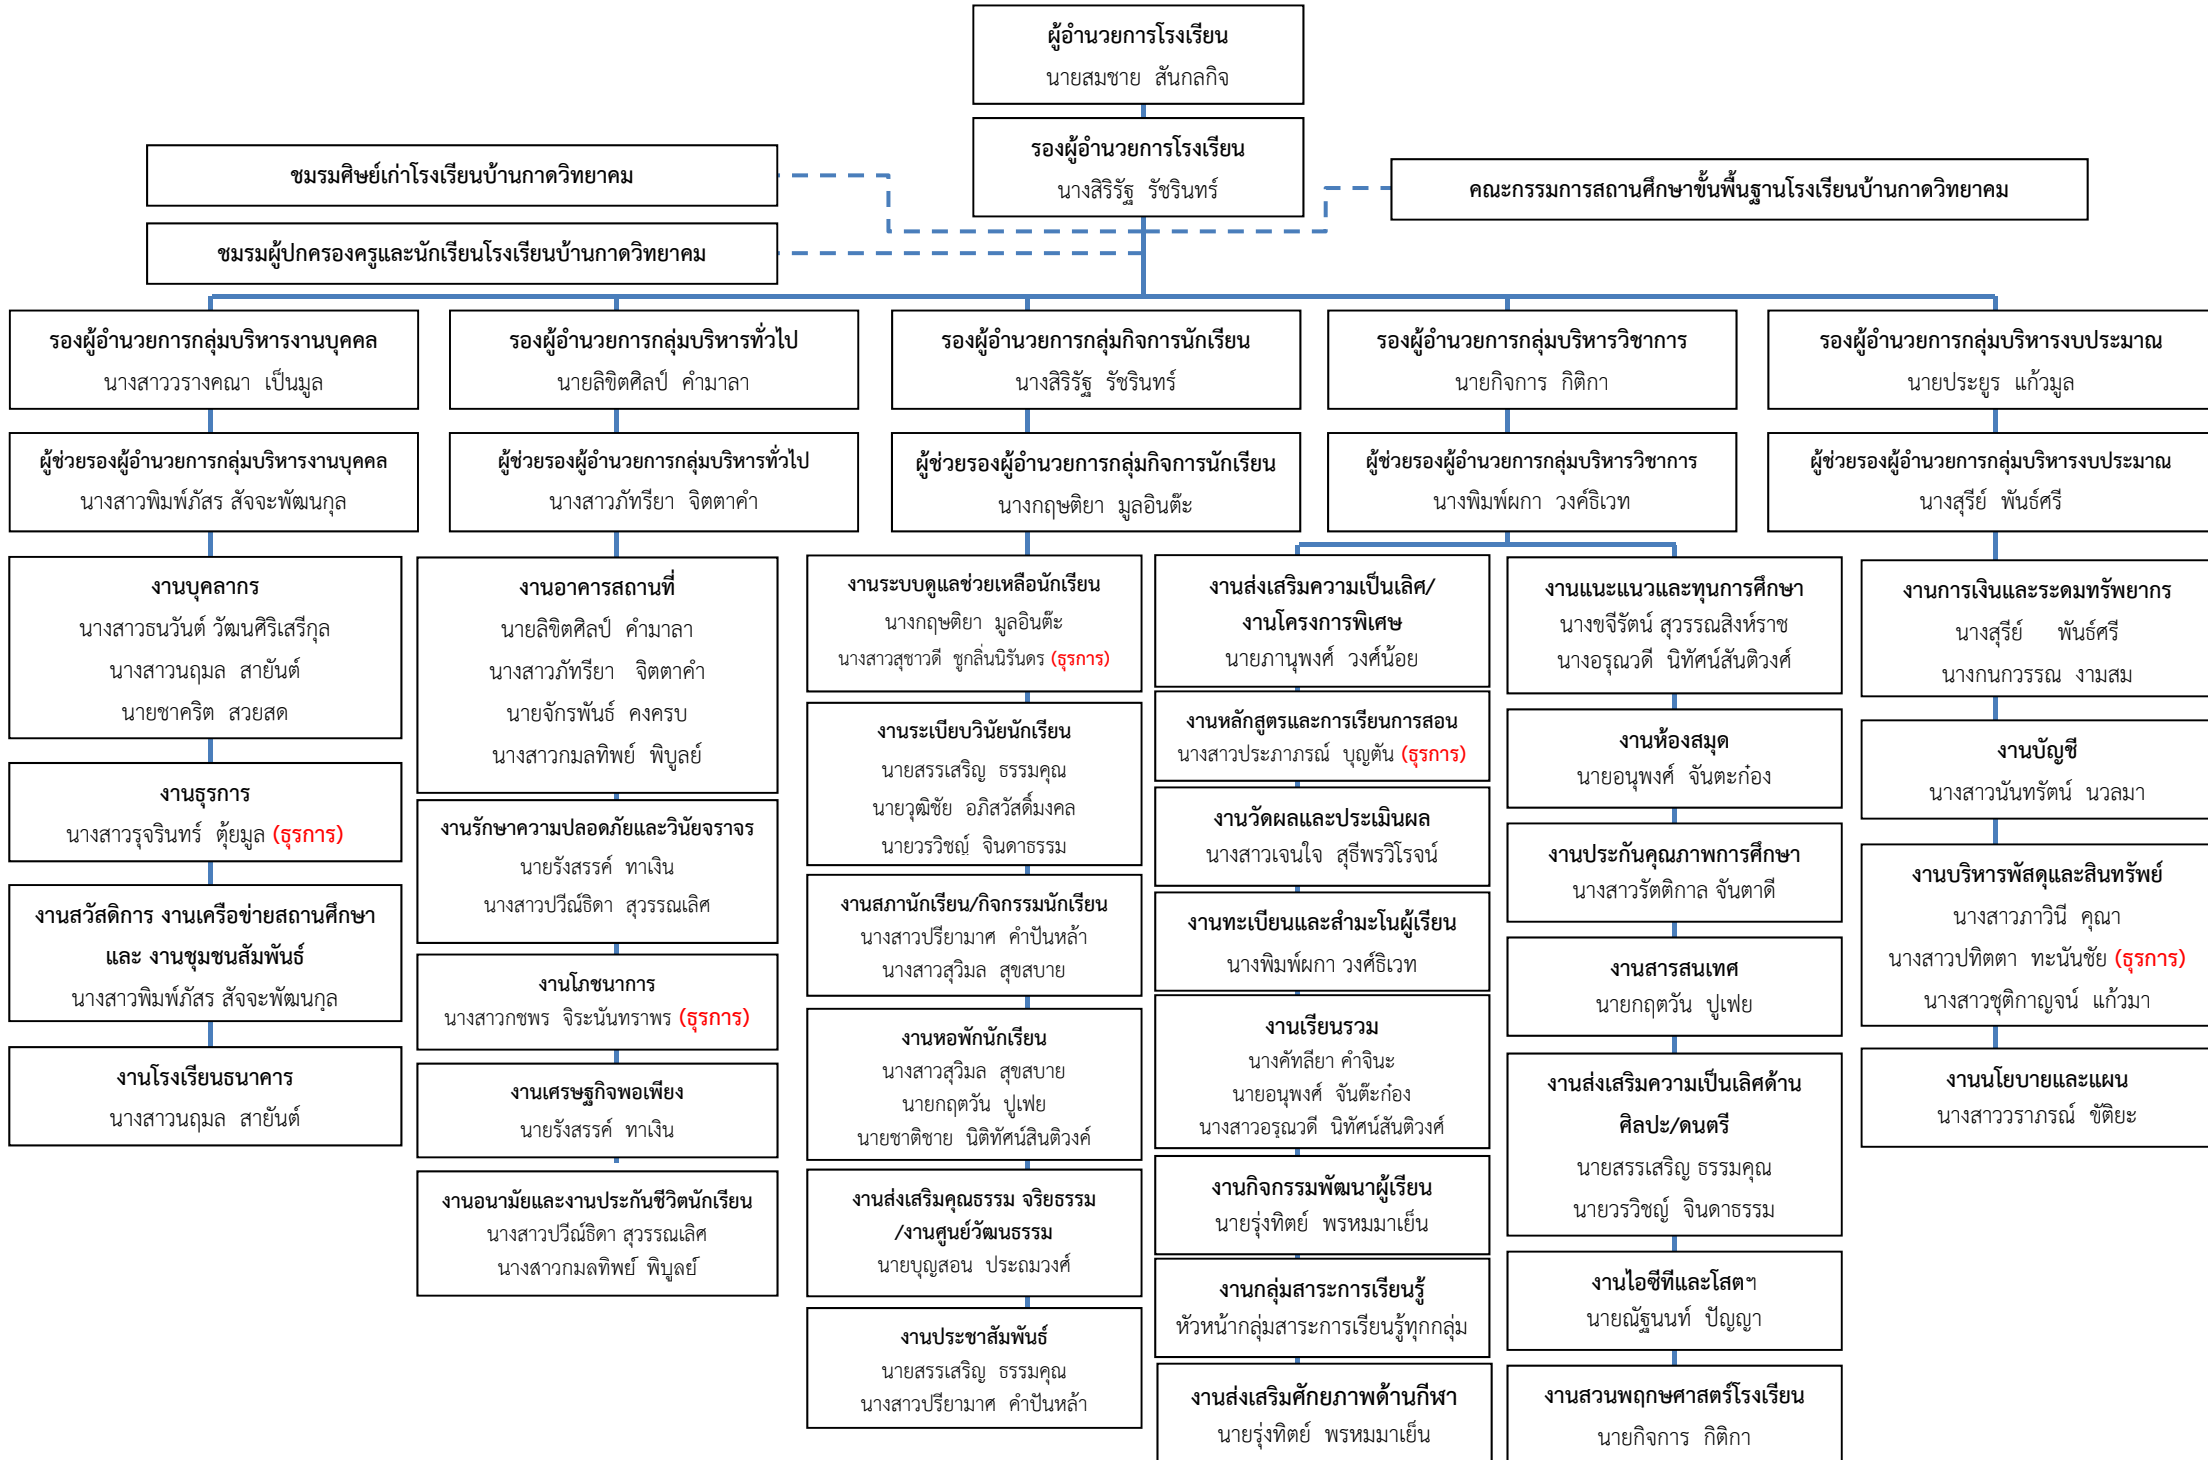 ผู้อำนวยการโรงเรียน
นายสมชาย สันกลกิจ
รองผู้อำนวยการโรงเรียน
นางสิริรัฐ รัชรินทร์
ชมรมศิษย์เก่าโรงเรียนบ้านกาดวิทยาคม
คณะกรรมการสถานศึกษาขั้นพื้นฐานโรงเรียนบ้านกาดวิทยาคม
ชมรมผู้ปกครองครูและนักเรียนโรงเรียนบ้านกาดวิทยาคม
รองผู้อำนวยการกลุ่มบริหารงานบุคคล
นางสาววรางคณา เป็นมูล
รองผู้อำนวยการกลุ่มบริหารทั่วไป
นายลิขิตศิลป์ คำมาลา
รองผู้อำนวยการกลุ่มกิจการนักเรียน
นางสิริรัฐ รัชรินทร์
รองผู้อำนวยการกลุ่มบริหารวิชาการ
นายกิจการ กิติกา
รองผู้อำนวยการกลุ่มบริหารงบประมาณ
นายประยูร แก้วมูล
ผู้ช่วยรองผู้อำนวยการกลุ่มบริหารงานบุคคล
นางสาวพิมพ์ภัสร สัจจะพัฒนกุล
ผู้ช่วยรองผู้อำนวยการกลุ่มบริหารทั่วไป
นางสาวภัทรียา จิตตาคำ
ผู้ช่วยรองผู้อำนวยการกลุ่มกิจการนักเรียน
นางกฤษติยา มูลอินต๊ะ
ผู้ช่วยรองผู้อำนวยการกลุ่มบริหารวิชาการ
นางพิมพ์ผกา วงค์ธิเวท
ผู้ช่วยรองผู้อำนวยการกลุ่มบริหารงบประมาณ
นางสุรีย์ พันธ์ศรี
งานบุคลากร
นางสาวธนวันต์ วัฒนศิริเสรีกุล
นางสาวนฤมล สายันต์
นายชาคริต สวยสด
งานธุรการ
นางสาวรุจรินทร์ ตุ้ยมูล (ธุรการ)
งานสวัสดิการ งานเครือข่ายสถานศึกษา
และ งานชุมชนสัมพันธ์
นางสาวพิมพ์ภัสร สัจจะพัฒนกุล
งานโรงเรียนธนาคาร
นางสาวนฤมล สายันต์
งานอาคารสถานที่
นายลิขิตศิลป์ คำมาลา
นางสาวภัทรียา จิตตาคำ
นายจักรพันธ์ คงครบ
นางสาวกมลทิพย์ พิบูลย์
งานรักษาความปลอดภัยและวินัยจราจร
นายรังสรรค์ ทาเงิน
นางสาวปวีณ์ธิดา สุวรรณเลิศ
งานโภชนาการ
นางสาวกชพร จิระนันทราพร (ธุรการ)
งานเศรษฐกิจพอเพียง
นายรังสรรค์ ทาเงิน
งานอนามัยและงานประกันชีวิตนักเรียน
นางสาวปวีณ์ธิดา สุวรรณเลิศ
นางสาวกมลทิพย์ พิบูลย์
งานระบบดูแลช่วยเหลือนักเรียน
นางกฤษติยา มูลอินต๊ะ
นางสาวสุชาวดี ชูกลิ่นนิรันดร (ธุรการ)
งานระเบียบวินัยนักเรียน
นายสรรเสริญ ธรรมคุณ
นายวุฒิชัย อภิสวัสดิ์มงคล
นายวรวิชญ์ จินดาธรรม
งานสภานักเรียน/กิจกรรมนักเรียน
นางสาวปรียามาศ คำปันหล้า
นางสาวสุวิมล สุขสบาย
งานหอพักนักเรียน
นางสาวสุวิมล สุขสบาย
นายกฤตวัน ปูเฟย
นายชาติชาย นิติทัศน์สินติวงค์
งานส่งเสริมคุณธรรม จริยธรรม
/งานศูนย์วัฒนธรรม
นายบุญสอน ประถมวงศ์
งานประชาสัมพันธ์
นายสรรเสริญ ธรรมคุณ
นางสาวปรียามาศ คำปันหล้า
งานส่งเสริมความเป็นเลิศ/
งานโครงการพิเศษ
นายภานุพงศ์ วงศ์น้อย
งานหลักสูตรและการเรียนการสอน
นางสาวประภาภรณ์ บุญตัน (ธุรการ)
งานวัดผลและประเมินผล
นางสาวเจนใจ สุธีพรวิโรจน์
งานทะเบียนและสำมะโนผู้เรียน
นางพิมพ์ผกา วงศ์ธิเวท
งานเรียนรวม
นางคัทลียา คำจินะ
นายอนุพงศ์ จันต๊ะก๋อง
นางสาวอรุณวดี นิทัศน์สันติวงศ์
งานกิจกรรมพัฒนาผู้เรียน
นายรุ่งทิตย์ พรหมมาเย็น
งานกลุ่มสาระการเรียนรู้
หัวหน้ากลุ่มสาระการเรียนรู้ทุกกลุ่ม
งานส่งเสริมศักยภาพด้านกีฬา
นายรุ่งทิตย์ พรหมมาเย็น
งานแนะแนวและทุนการศึกษา
นางขจีรัตน์ สุวรรณสิงห์ราช
นางอรุณวดี นิทัศน์สันติวงศ์
งานห้องสมุด
นายอนุพงศ์ จันตะก๋อง
งานประกันคุณภาพการศึกษา
นางสาวรัตติกาล จันตาดี
งานสารสนเทศ
นายกฤตวัน ปูเฟย
งานส่งเสริมความเป็นเลิศด้าน
ศิลปะ/ดนตรี
นายสรรเสริญ ธรรมคุณ
นายวรวิชญ์ จินดาธรรม
งานไอซีทีและโสตฯ
นายณัฐนนท์ ปัญญา
งานสวนพฤกษศาสตร์โรงเรียน
นายกิจการ กิติกา
งานการเงินและระดมทรัพยากร
นางสุรีย์ พันธ์ศรี
นางกนกวรรณ งามสม
งานบัญชี
นางสาวนันทรัตน์ นวลมา
งานบริหารพัสดุและสินทรัพย์
นางสาวภาวินี คุณา
นางสาวปทิตตา ทะนันชัย (ธุรการ)
นางสาวชุติกาญจน์ แก้วมา
งานนโยบายและแผน
นางสาววราภรณ์ ขัติยะ